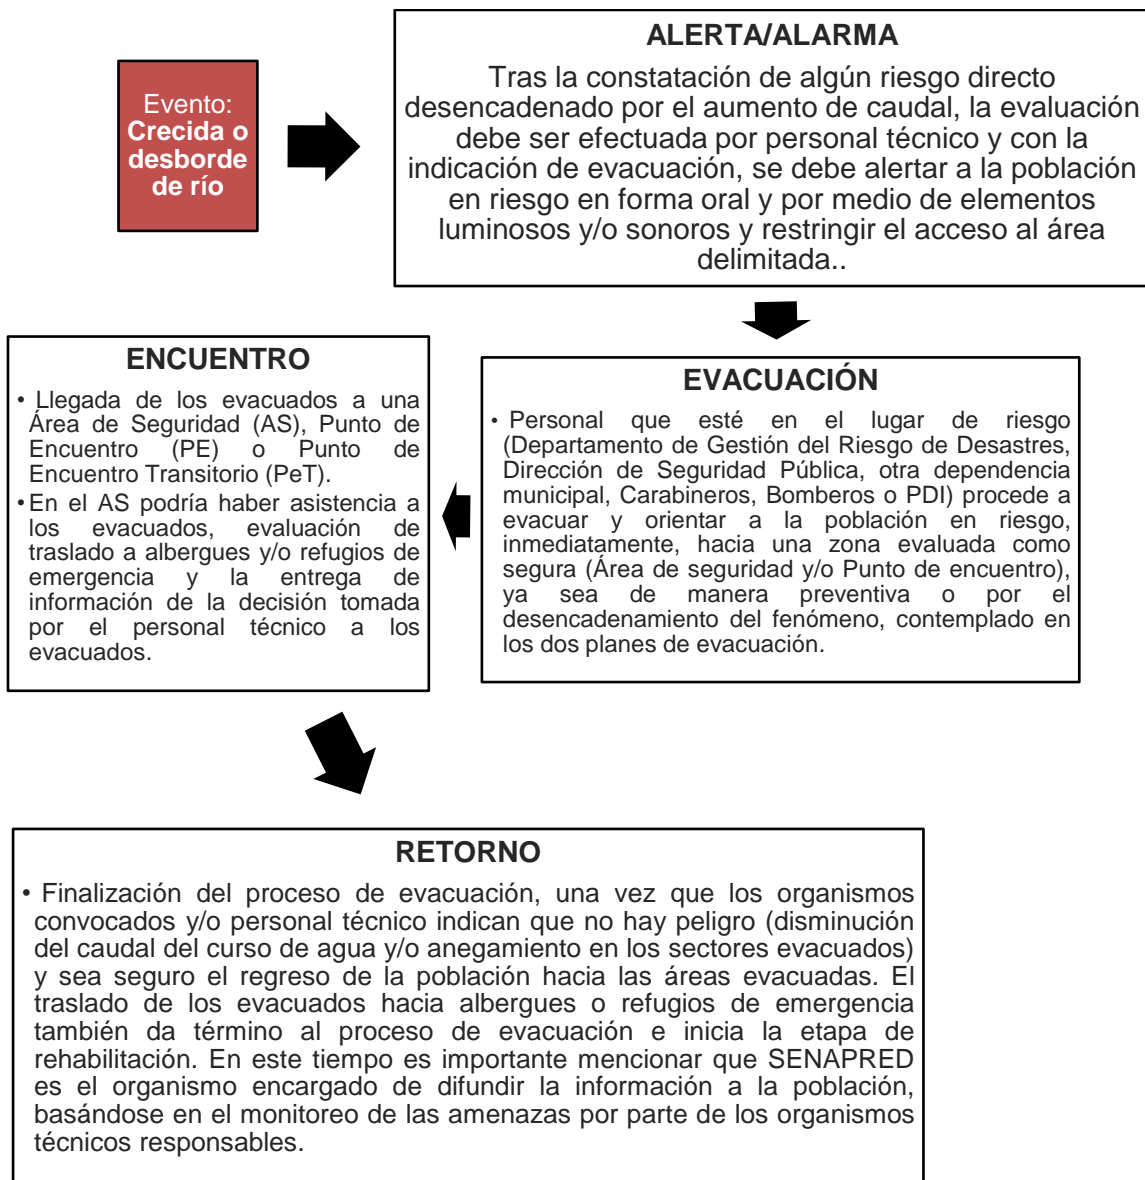 Evento:
Crecida o
desborde
de río
ALERTA/ALARMA
Tras la constatación de algún riesgo directo
desencadenado por el aumento de caudal, la evaluación
debe ser efectuada por personal técnico y con la
indicación de evacuación, se debe alertar a la población
en riesgo en forma oral y por medio de elementos
luminosos y/o sonoros y restringir el acceso al área
delimitada..
EVACUACIÓN
• Personal que esté en el lugar de riesgo
(Departamento de Gestión del Riesgo de Desastres,
Dirección de Seguridad Pública, otra dependencia
municipal, Carabineros, Bomberos o PDI) procede a
evacuar y orientar a la población en riesgo,
inmediatamente, hacia una zona evaluada como
segura (Área de seguridad y/o Punto de encuentro),
ya sea de manera preventiva o por el
desencadenamiento del fenómeno, contemplado en
los dos planes de evacuación.
ENCUENTRO
• Llegada de los evacuados a una
Área de Seguridad (AS), Punto de
Encuentro (PE) o Punto de
Encuentro Transitorio (PeT).
• En el AS podría haber asistencia a
los evacuados, evaluación de
traslado a albergues y/o refugios de
emergencia y la entrega de
información de la decisión tomada
por el personal técnico a los
evacuados.
RETORNO
• Finalización del proceso de evacuación, una vez que los organismos
convocados y/o personal técnico indican que no hay peligro (disminución
del caudal del curso de agua y/o anegamiento en los sectores evacuados)
y sea seguro el regreso de la población hacia las áreas evacuadas. El
traslado de los evacuados hacia albergues o refugios de emergencia
también da término al proceso de evacuación e inicia la etapa de
rehabilitación. En este tiempo es importante mencionar que SENAPRED
es el organismo encargado de difundir la información a la población,
basándose en el monitoreo de las amenazas por parte de los organismos
técnicos responsables.